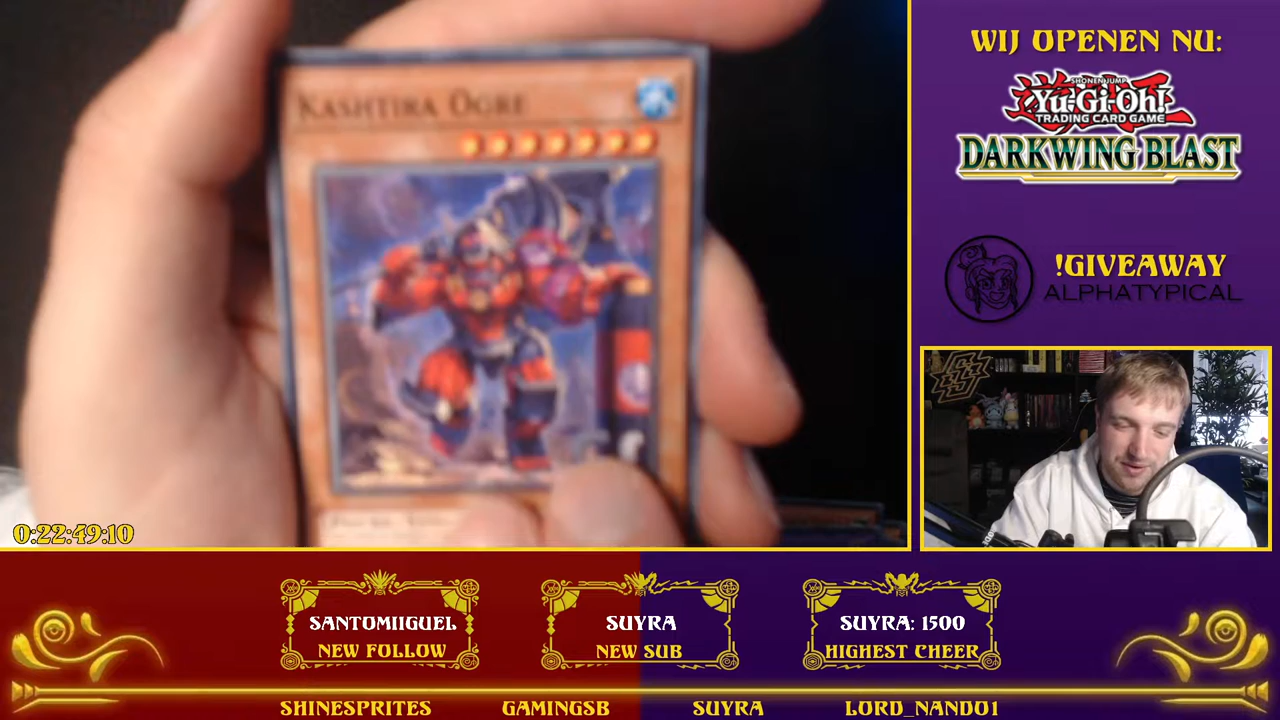 WIJ OPENEN NU:
SHONEN JUMP
Yu-Gi-Oh!
TRADING CARD GAME
DARKWING BLAST
KASHTIRA OGRE
!GIVEAWAY
ALPHATYPICAL
0:22:49:10
SANTOMIIGUEL
NEW FOLLOW
SUYRA
NEW SUB
SUYRA: 1500
HIGHEST CHEER
SHINESPRITES GAMINGSB SUYRA LORD_NANDO1